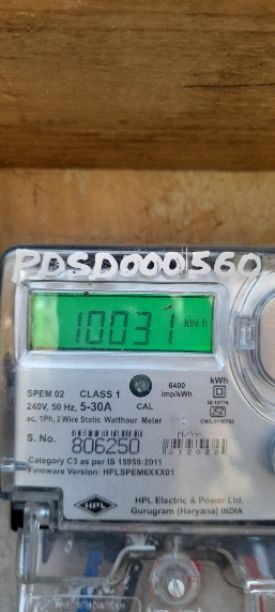 PDSD000560
10031 kWh
SPEM 02 CLASS 1
240V, 50 Hz, 5-30A CAL
6400
imp/kWh
kWh
ac, 1Ph, 2 Wire Static Watthour Meter
S. No.
806250
Category C3 as per IS 15959:2011
Firmware Version: HPLSPEM6XXX01
HPL
HPL Electric & Power Ltd.
Gurugram (Haryana) INDIA